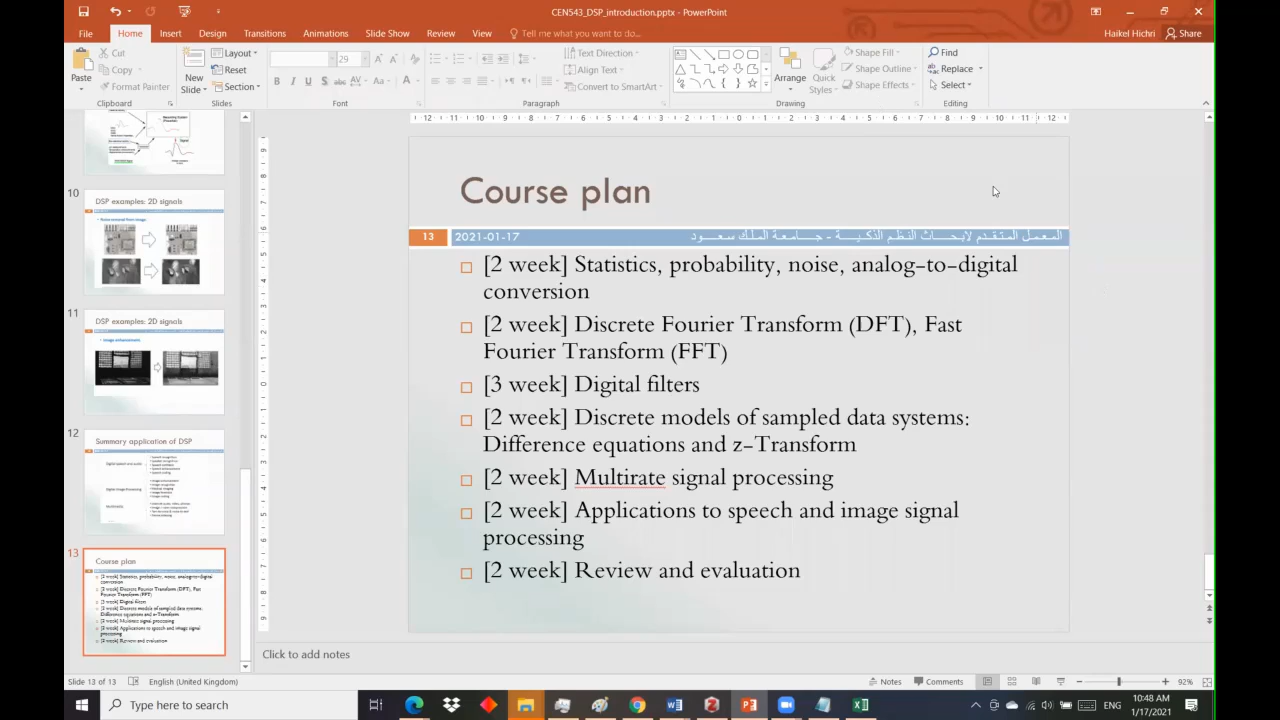 CEN543_DSP_introduction.pptx - PowerPoint
File Home Insert Design Transitions Animations Slide Show Review View Tell me what you want to do... Haikel Hichri Share
Cut
Copy
Format Painter
Paste
Clipboard
New
Slide
Layout
Reset
Section
Slides
29
Font
Text Direction
Align Text
Convert to SmartArt
Paragraph
Arrange
Quick
Styles
Shape Fill
Shape Outline
Shape Effects
Drawing
Find
Replace
Select
Editing
10
DSP examples: 2D signals
11
DSP examples: 2D signals
Image enhancement
12
Summary application of DSP
13
Course plan
Course plan
13 2021-01-17 المعمل المتقدم لابحاث النظم الذكية - جامعة الملك سعود
[2 week] Statistics, probability, noise, analog-to-digital
conversion
[2 week] Discrete Fourier Transform (DFT), Fast
Fourier Transform (FFT)
[3 week] Digital filters
[2 week] Discrete models of sampled data systems:
Difference equations and z-Transform
[2 week] Multirate signal processing
[2 week] Applications to speech and image signal
processing
[2 week] Review and evaluation
Click to add notes
Slide 13 of 13 English (United Kingdom) Notes Comments 92%
Type here to search
ENG
10:48 AM
1/17/2021